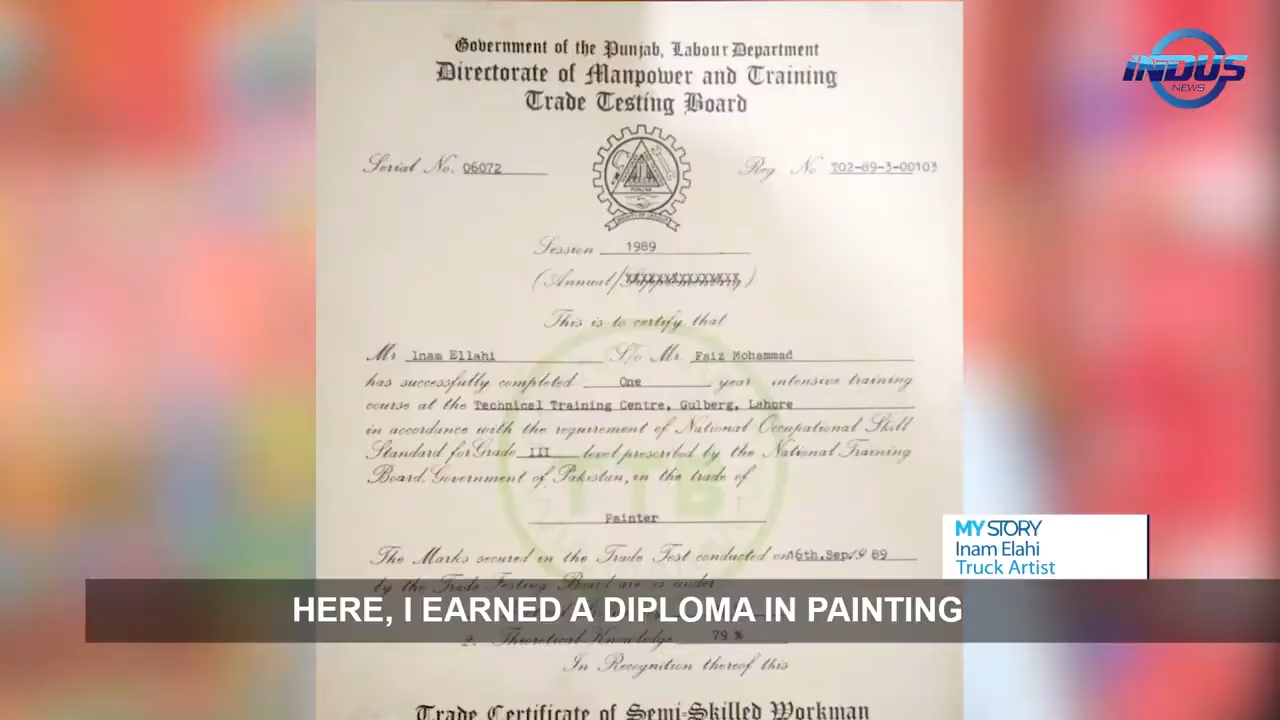 Government of the Punjab, Labour Department
Directorate of Manpower and Training
Trade Testing Board
INDUS
NEWS
Serial No. 06072
Reg. No T02-89-3-00103
Session 1989
(Annual/Supplementary)
This is to certify that
Mr Inam Ellahi S/o Mr. Faiz Mohammad
has successfully completed One year intensive training
course at the Technical Training Centre, Gulberg, Lahore
in accordance with the requirement of National Occupational Skill
Standard for Grade III level prescribed by the National Training
Board, Government of Pakistan, in the trade of
TTB
Painter
The Marks secured in the Trade Test conducted on 16th.Sep.1989
by the Trade Testing Board are as under
MY STORY
Inam Elahi
Truck Artist
HERE, I EARNED A DIPLOMA IN PAINTING
2. Theoretical Knowledge 79 %
In Recognition thereof this
Trade Certificate of Semi-Skilled Workman